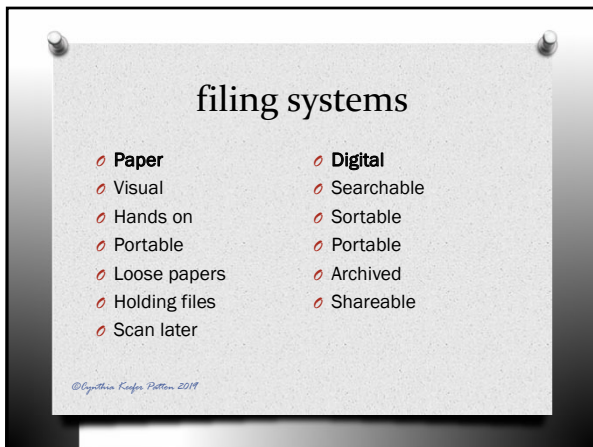 filing systems
Paper
Visual
Hands on
Portable
Loose papers
Holding files
Scan later
Digital
Searchable
Sortable
Portable
Archived
Shareable
©Cynthia Keefer Patton 2019